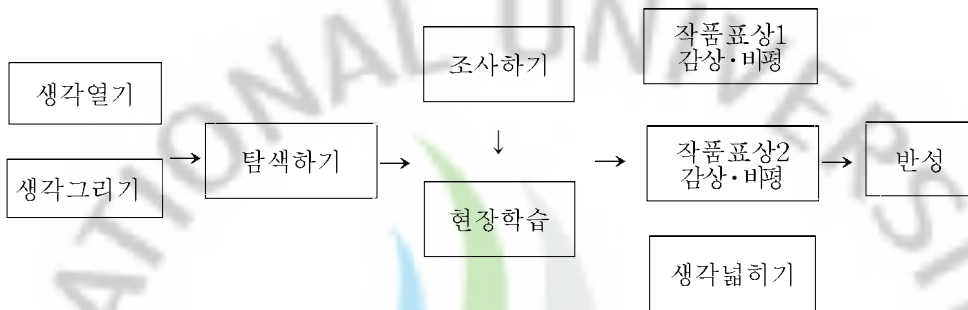 생각열기
생각그리기
→
탐색하기
→
조사하기
↓
현장학습
→
작품표상1
감상·비평
작품표상2
감상·비평
생각넓히기
→
반성
NATIONAL UNIVERSI